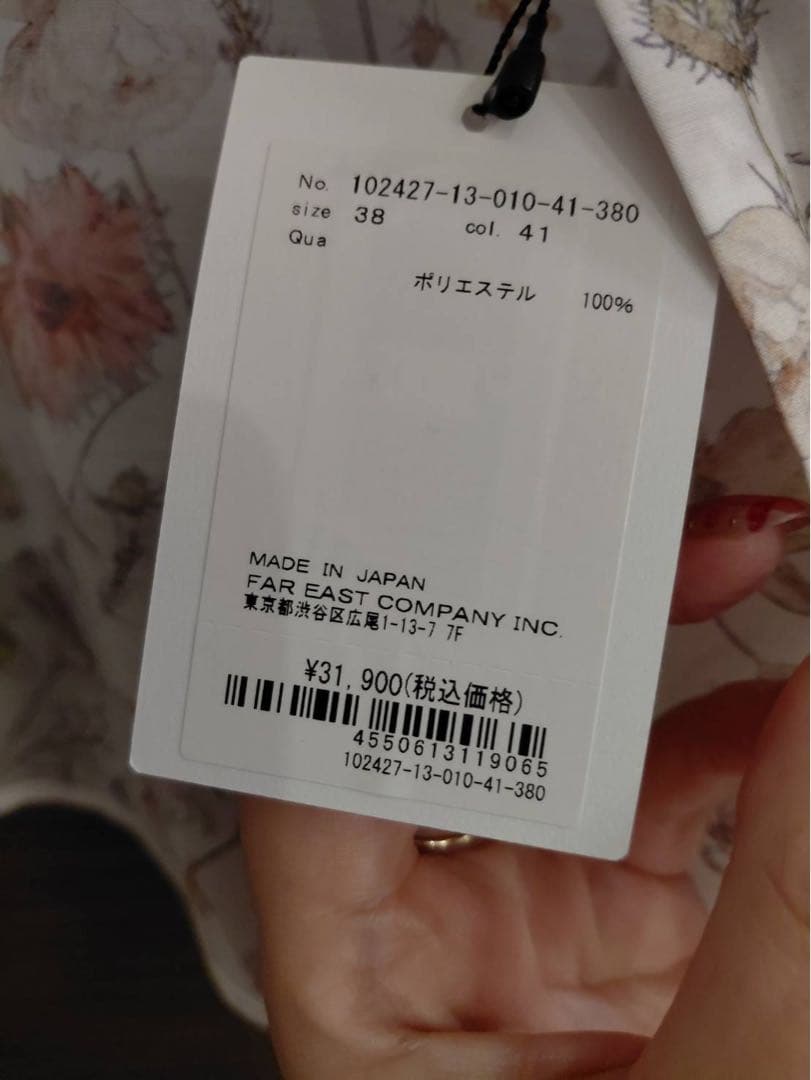 No. 102427-13-010-41-380
size 38 col. 41
Qua
ポリエステル 100%
MADE IN JAPAN
FAR EAST COMPANY INC.
東京都渋谷区広尾1-13-7 7F
¥31,900(税込価格)
4550613119065
102427-13-010-41-380